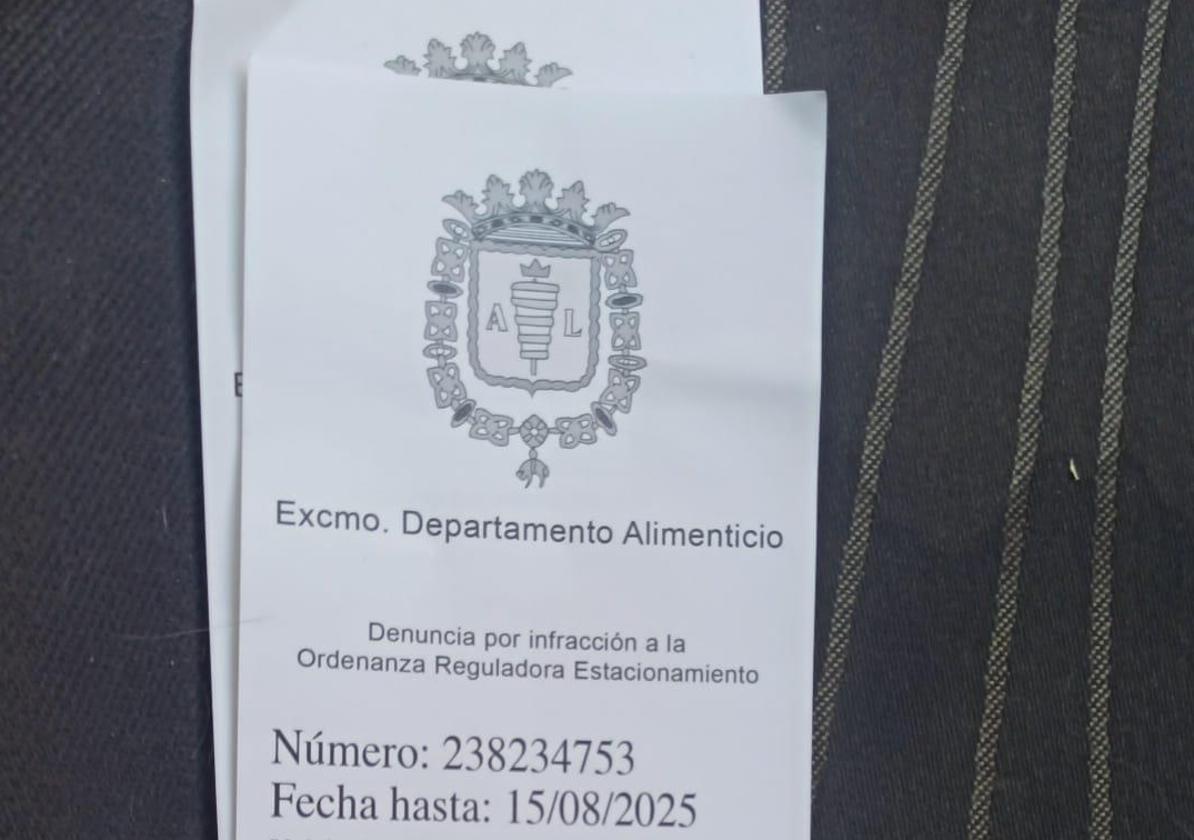 A L
Excmo. Departamento Alimenticio
Denuncia por infracción a la
Ordenanza Reguladora Estacionamiento
Número: 238234753
Fecha hasta: 15/08/2025